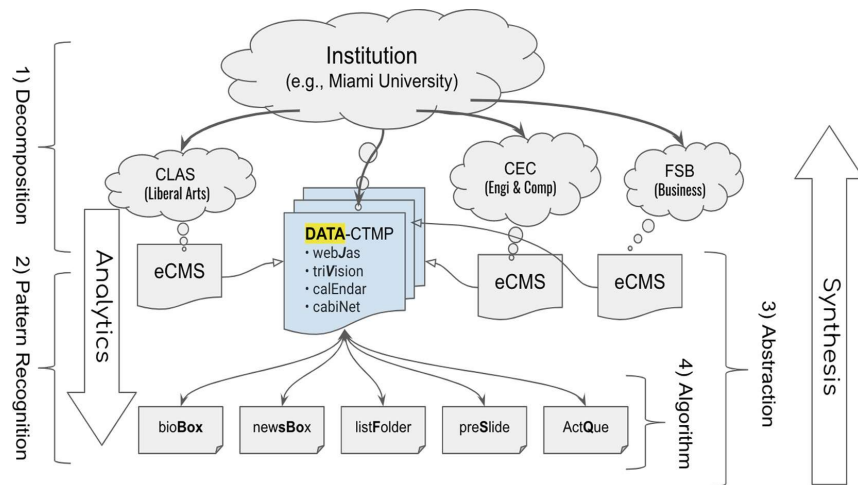 Institution
(e.g., Miami University)
1) Decomposition
CLAS
(Liberal Arts)
CEC
(Engi & Comp)
FSB
(Business)
DATA-CTMP
• webJas
• triVision
• calEndar
• cabiNet
eCMS
eCMS
eCMS
Analytics
2) Pattern Recognition
Synthesis
3) Abstraction
4) Algorithm
bioBox
newsBox
listFolder
preSlide
ActQue